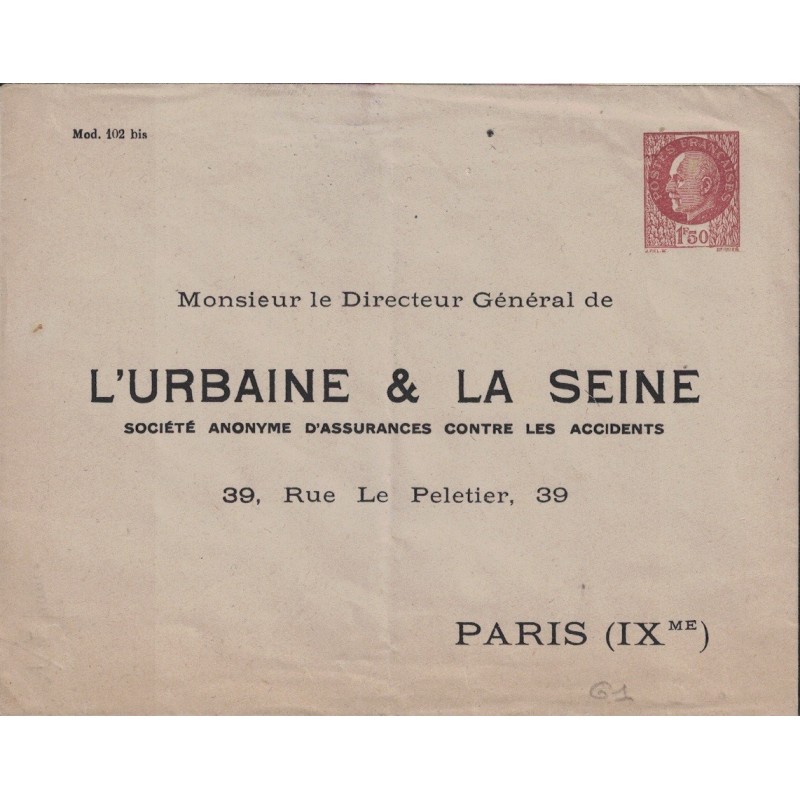 Mod. 102 bis
POSTES FRANÇAISES
1F50
Monsieur le Directeur Général de
L'URBAINE & LA SEINE
SOCIÉTÉ ANONYME D'ASSURANCES CONTRE LES ACCIDENTS
39, Rue Le Peletier, 39
PARIS (IXME)
G1